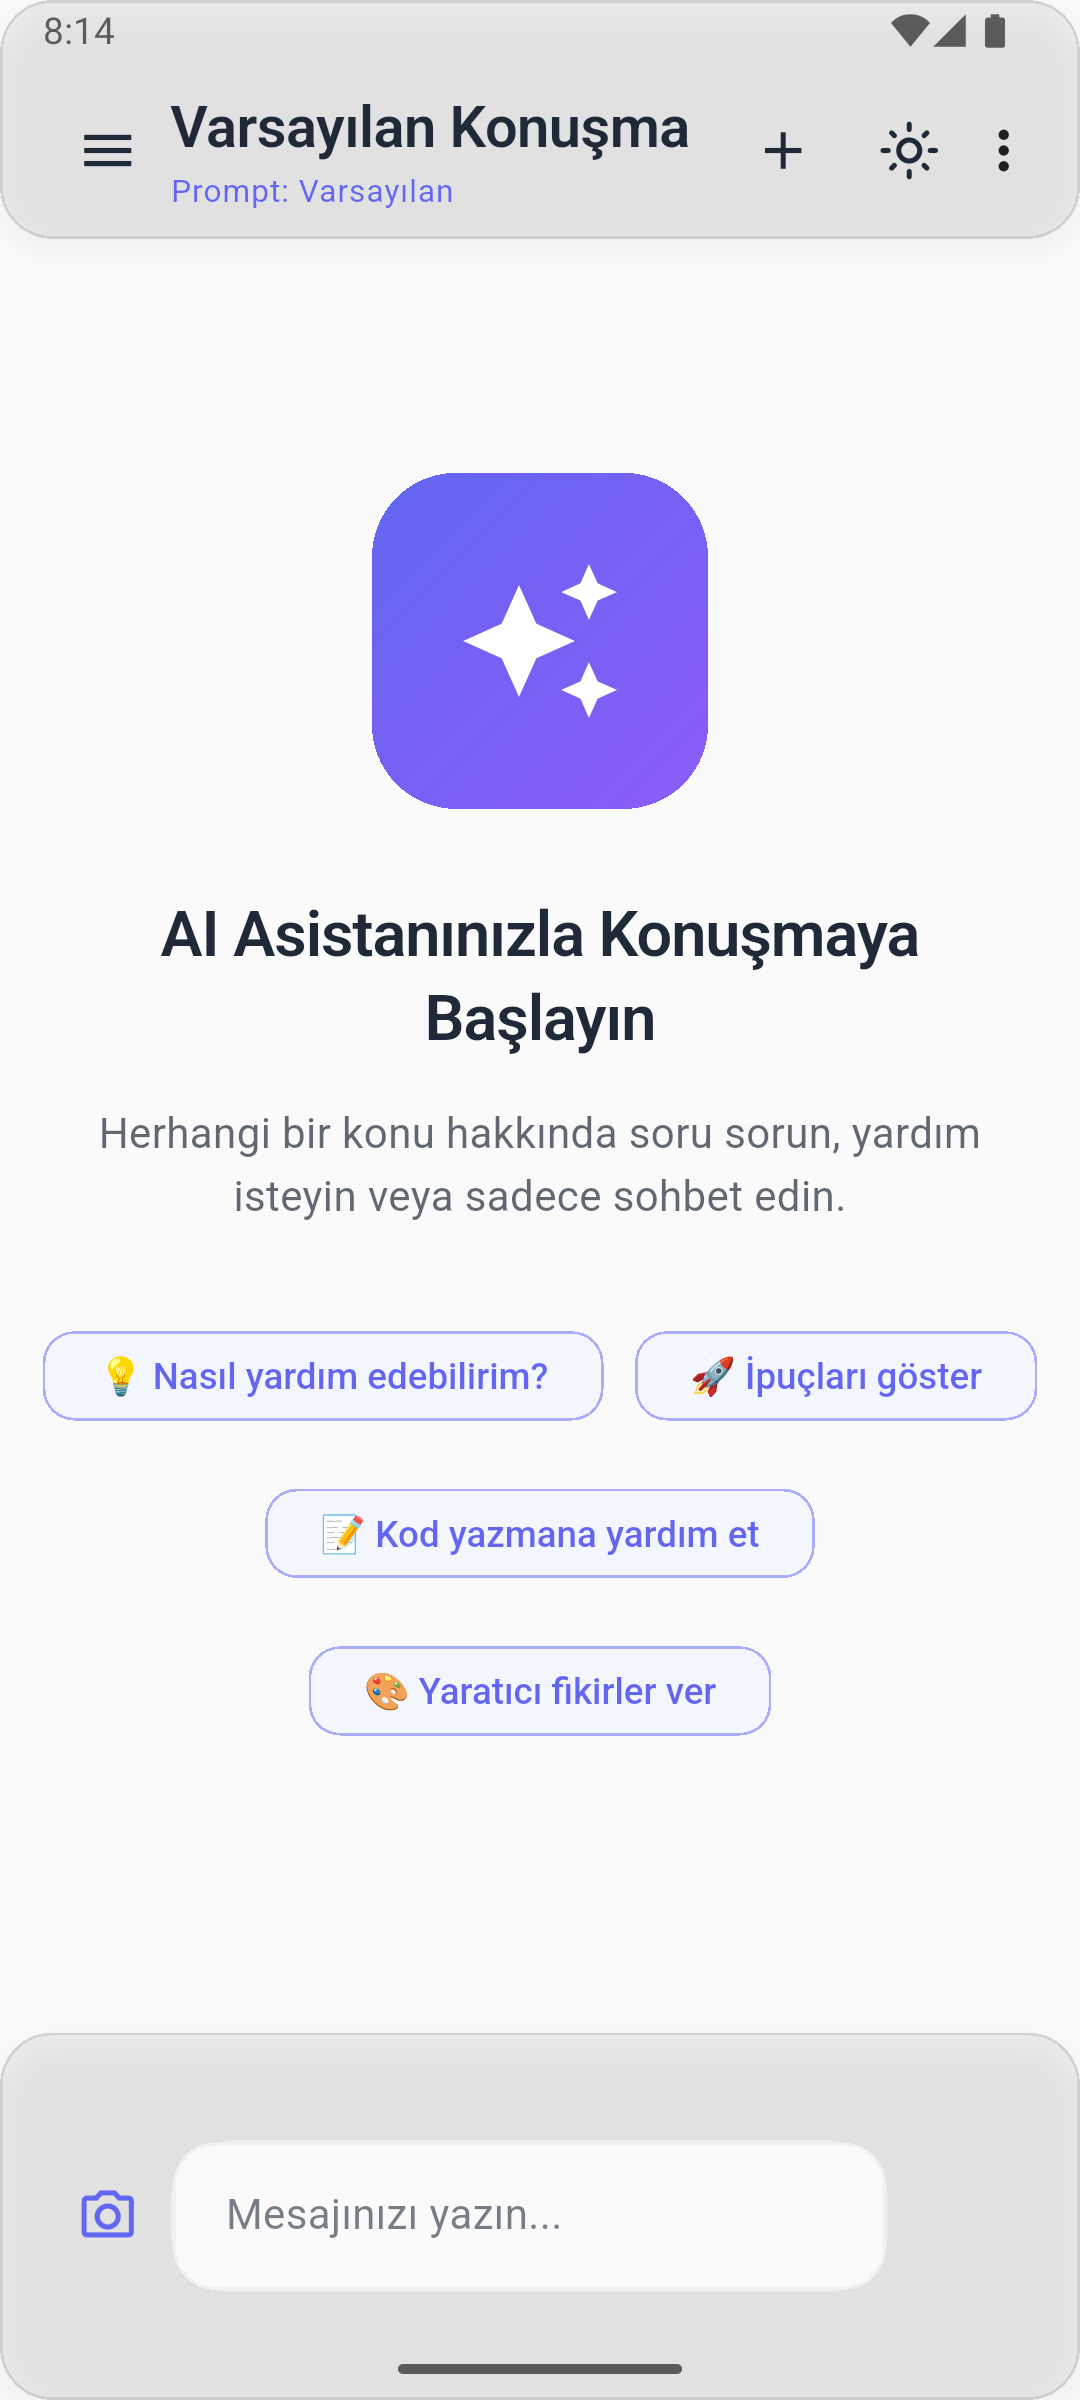 8:14
Varsayılan Konuşma
Prompt: Varsayılan
AI Asistanınızla Konuşmaya
Başlayın
Herhangi bir konu hakkında soru sorun, yardım
isteyin veya sadece sohbet edin.
💡 Nasıl yardım edebilirim?
🚀 İpuçları göster
📝 Kod yazmana yardım et
🎨 Yaratıcı fikirler ver
Mesajınızı yazın...